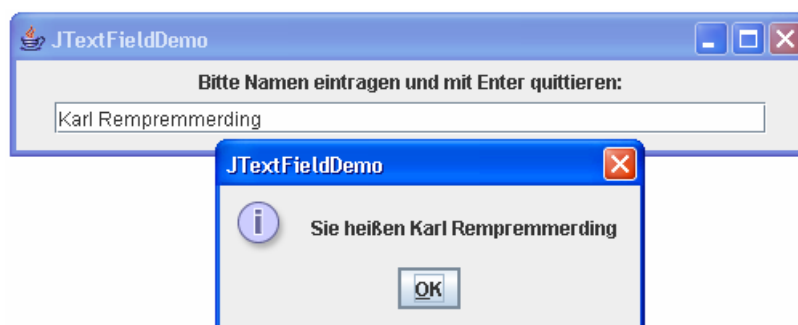 JTextFieldDemo
Bitte Namen eintragen und mit Enter quittieren:
Karl Rempremmerding
JTextFieldDemo
Sie heißen Karl Rempremmerding
OK